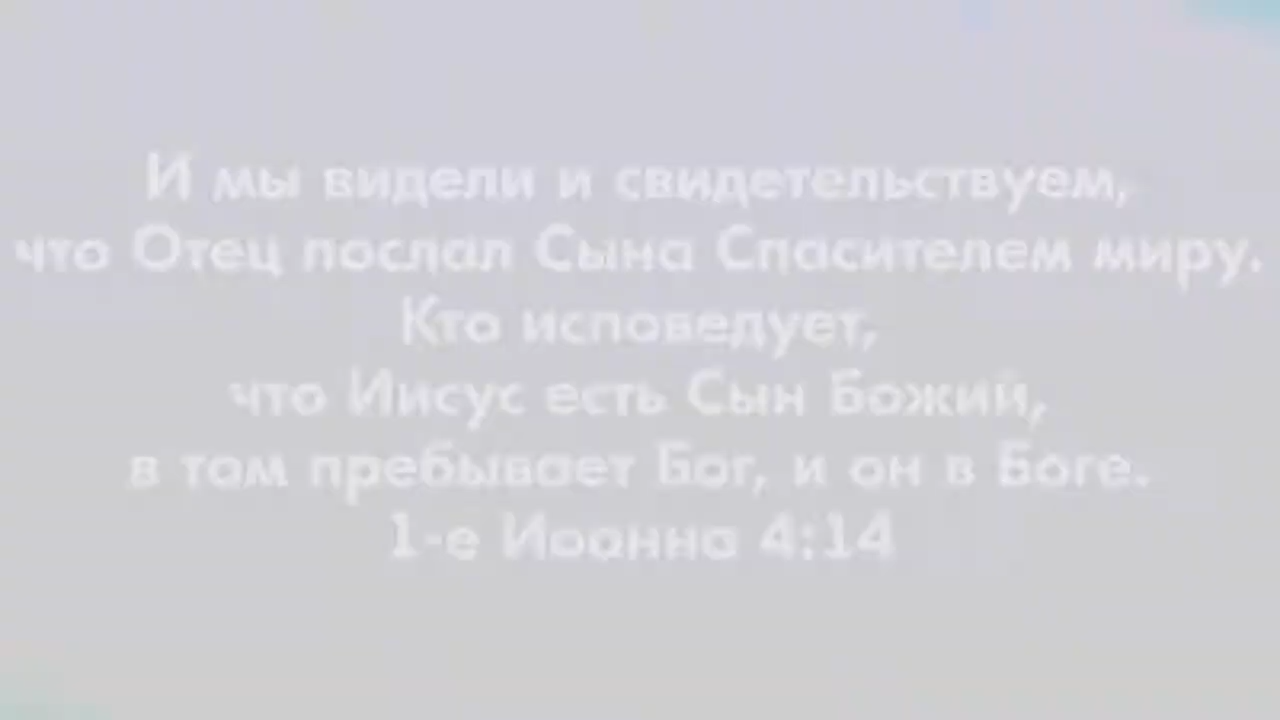 И мы видели и свидетельствуем,
что Отец послал Сына Спасителем миру.
Кто исповедует,
что Иисус есть Сын Божий,
в том пребывает Бог, и он в Боге.
1-е Иоанна 4:14